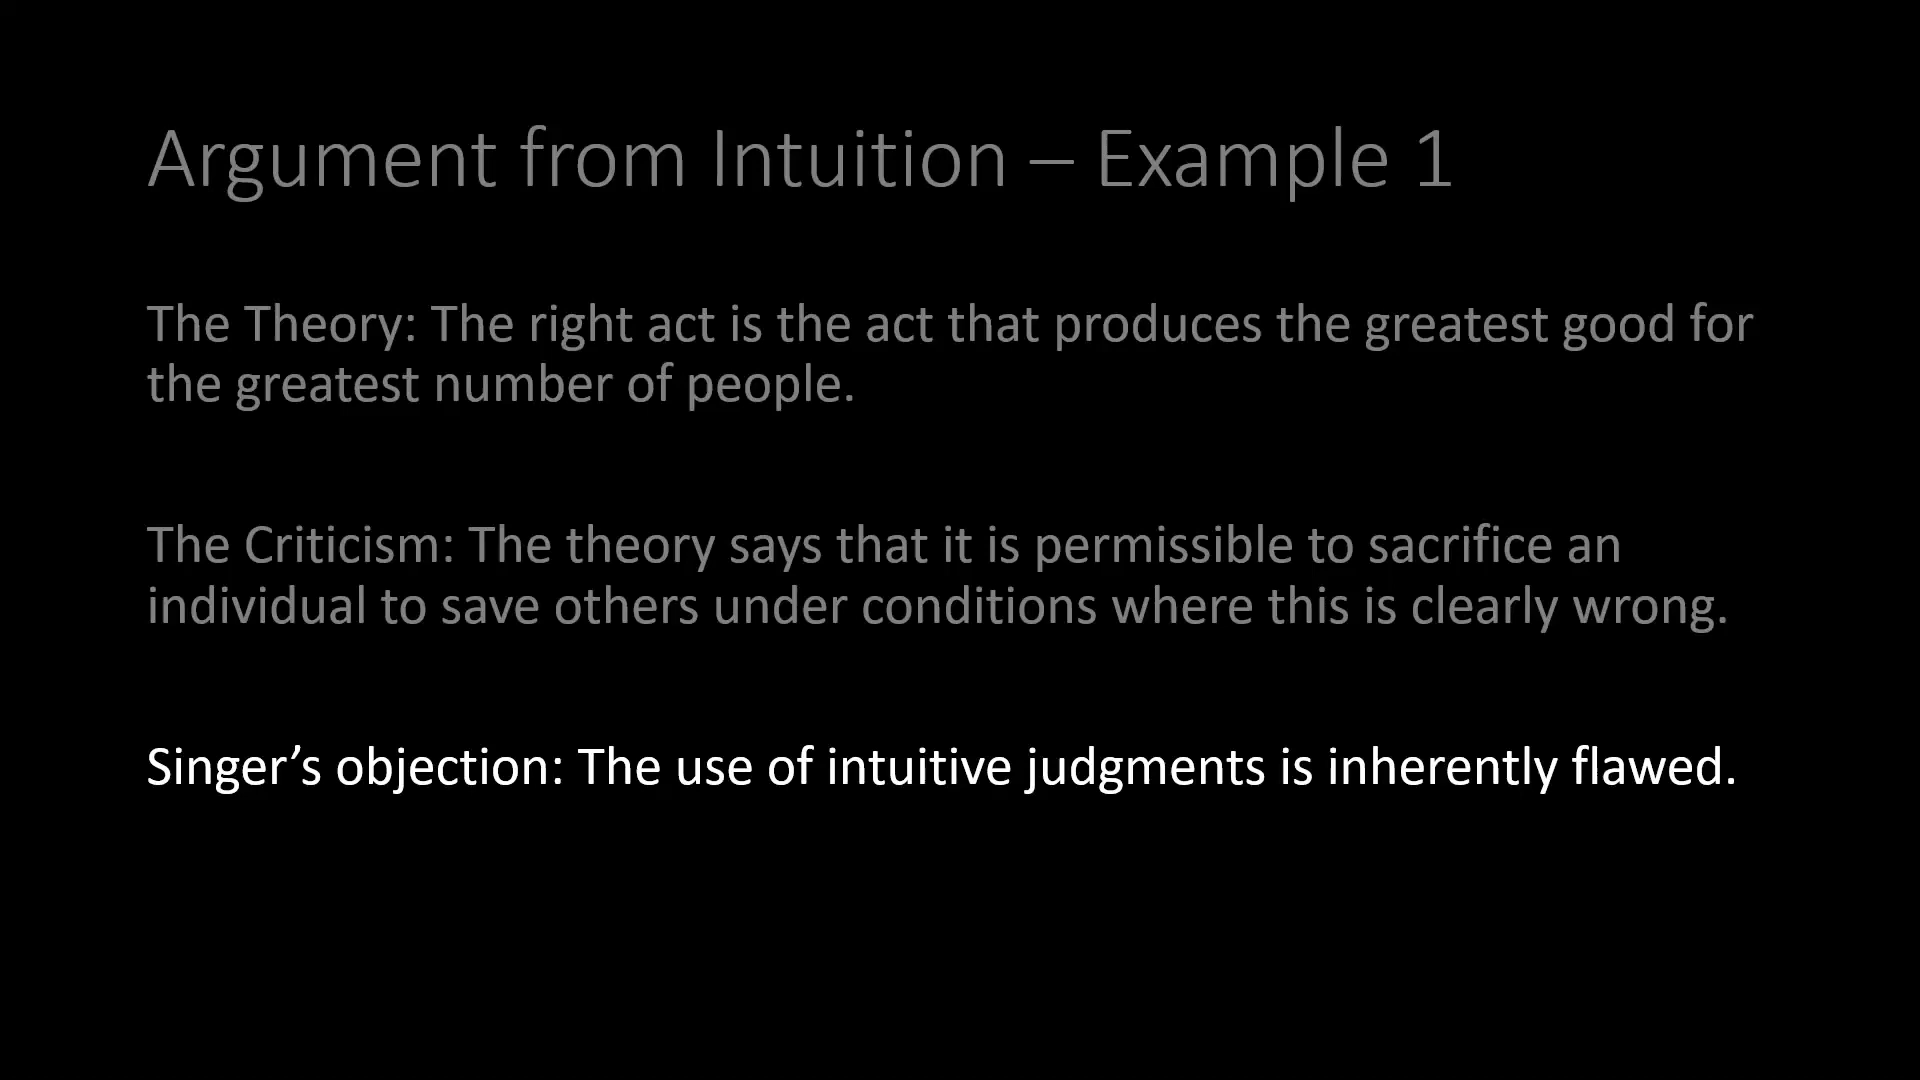 Argument from Intuition – Example 1
The Theory: The right act is the act that produces the greatest good for
the greatest number of people.
The Criticism: The theory says that it is permissible to sacrifice an
individual to save others under conditions where this is clearly wrong.
Singer’s objection: The use of intuitive judgments is inherently flawed.